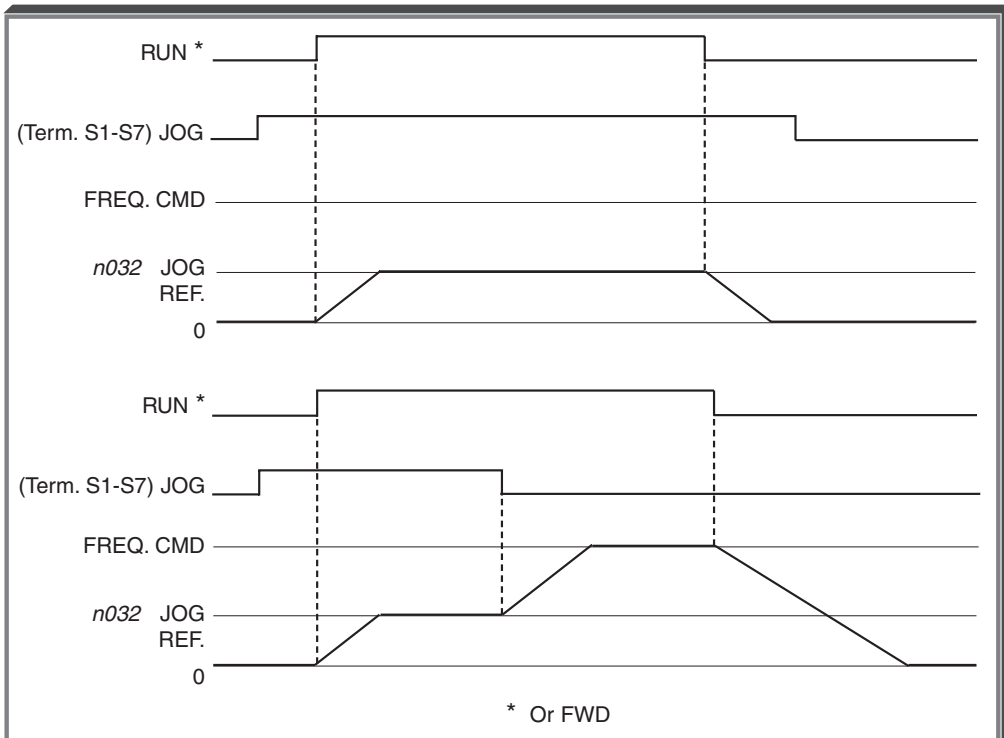 RUN *
(Term. S1-S7) JOG
FREQ. CMD
n032 JOG
REF.
0
RUN *
(Term. S1-S7) JOG
FREQ. CMD
n032 JOG
REF.
0
* Or FWD